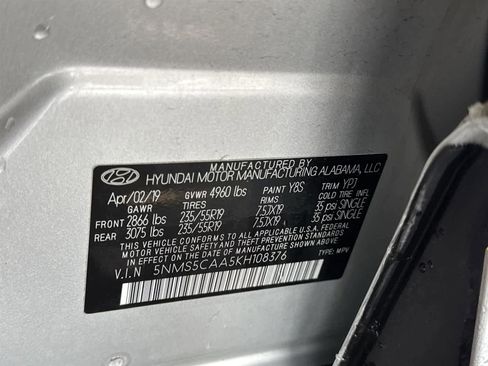 MANUFACTURED BY
HYUNDAI MOTOR MANUFACTURING ALABAMA, LLC
Apr/02/19 GVWR 4960 lbs PAINT Y8S TRIM YPJ
GAWR TIRES RIMS COLD TIRE INFL
FRONT 2866 lbs 235/55R19 7.5JX19 35 psi SINGLE
REAR 3075 lbs 235/55R19 7.5JX19 35 psi SINGLE
THIS VEHICLE CONFORMS TO ALL APPLICABLE U.S. FEDERAL
MOTOR VEHICLE SAFETY AND THEFT PREVENTION STANDARDS
IN EFFECT ON THE DATE OF MANUFACTURE SHOWN ABOVE.
V.I.N 5NMS5CAA5KH108376 TYPE: MPV